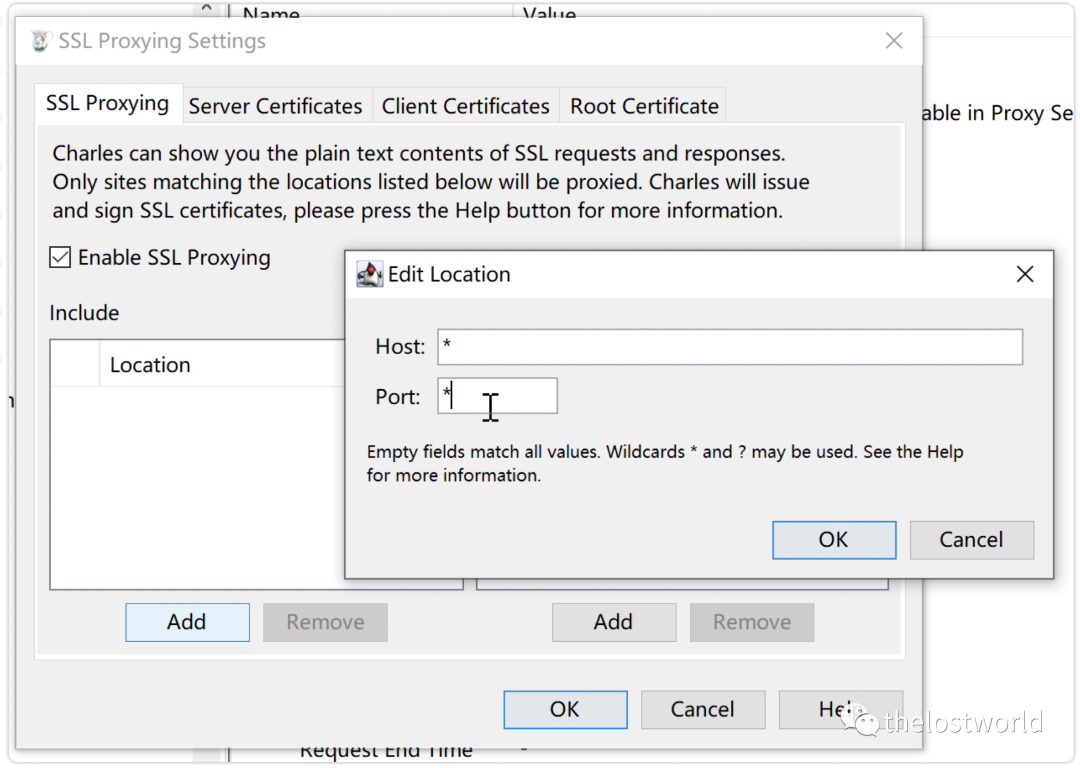 Name
Value
SSL Proxying Settings
SSL Proxying
Server Certificates
Client Certificates
Root Certificate
able in Proxy Se
Charles can show you the plain text contents of SSL requests and responses.
Only sites matching the locations listed below will be proxied. Charles will issue
and sign SSL certificates, please press the Help button for more information.
Enable SSL Proxying
Edit Location
Include
Host: *
Location
Port: *
Empty fields match all values. Wildcards * and ? may be used. See the Help
for more information.
OK
Cancel
Add
Remove
Add
Remove
OK
Cancel
Help
thelostworld
Request End Time
-